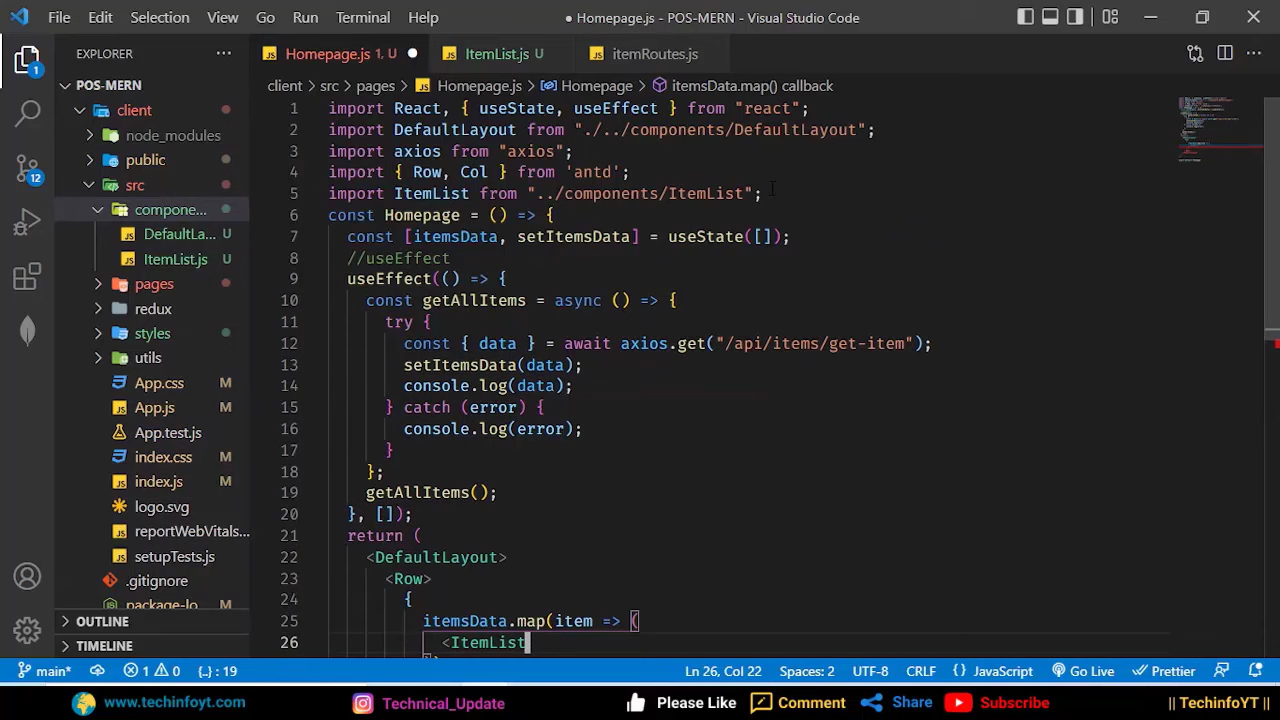 File Edit Selection View Go Run Terminal Help ● Homepage.js - POS-MERN - Visual Studio Code
EXPLORER
Homepage.js 1, U
ItemList.js U
itemRoutes.js
POS-MERN
client
node_modules
public
src
compone...
DefaultLa... U
ItemList.js U
pages
redux
styles
utils
App.css M
App.js M
App.test.js
index.css M
index.js M
logo.svg
reportWebVitals...
setupTests.js
.gitignore
package-lo
OUTLINE
TIMELINE
1
12
client > src > pages > Homepage.js > Homepage > itemsData.map() callback
1 import React, { useState, useEffect } from "react";
2 import DefaultLayout from "./../components/DefaultLayout";
3 import axios from "axios";
4 import { Row, Col } from 'antd';
5 import ItemList from "../components/ItemList";
6 const Homepage = () => {
7 const [itemsData, setItemsData] = useState([]);
8 //useEffect
9 useEffect(() => {
10 const getAllItems = async () => {
11 try {
12 const { data } = await axios.get("/api/items/get-item");
13 setItemsData(data);
14 console.log(data);
15 } catch (error) {
16 console.log(error);
17 }
18 };
19 getAllItems();
20 }, []);
21 return (
22 <DefaultLayout>
23 <Row>
24 {
25 itemsData.map(item => (
26 <ItemList
main* 1 0 {..} : 19 Ln 26, Col 22 Spaces: 2 UTF-8 CRLF {} JavaScript Go Live Prettier
www.techinfoyt.com Technical_Update Please Like Comment Share Subscribe || TechinfoYT ||